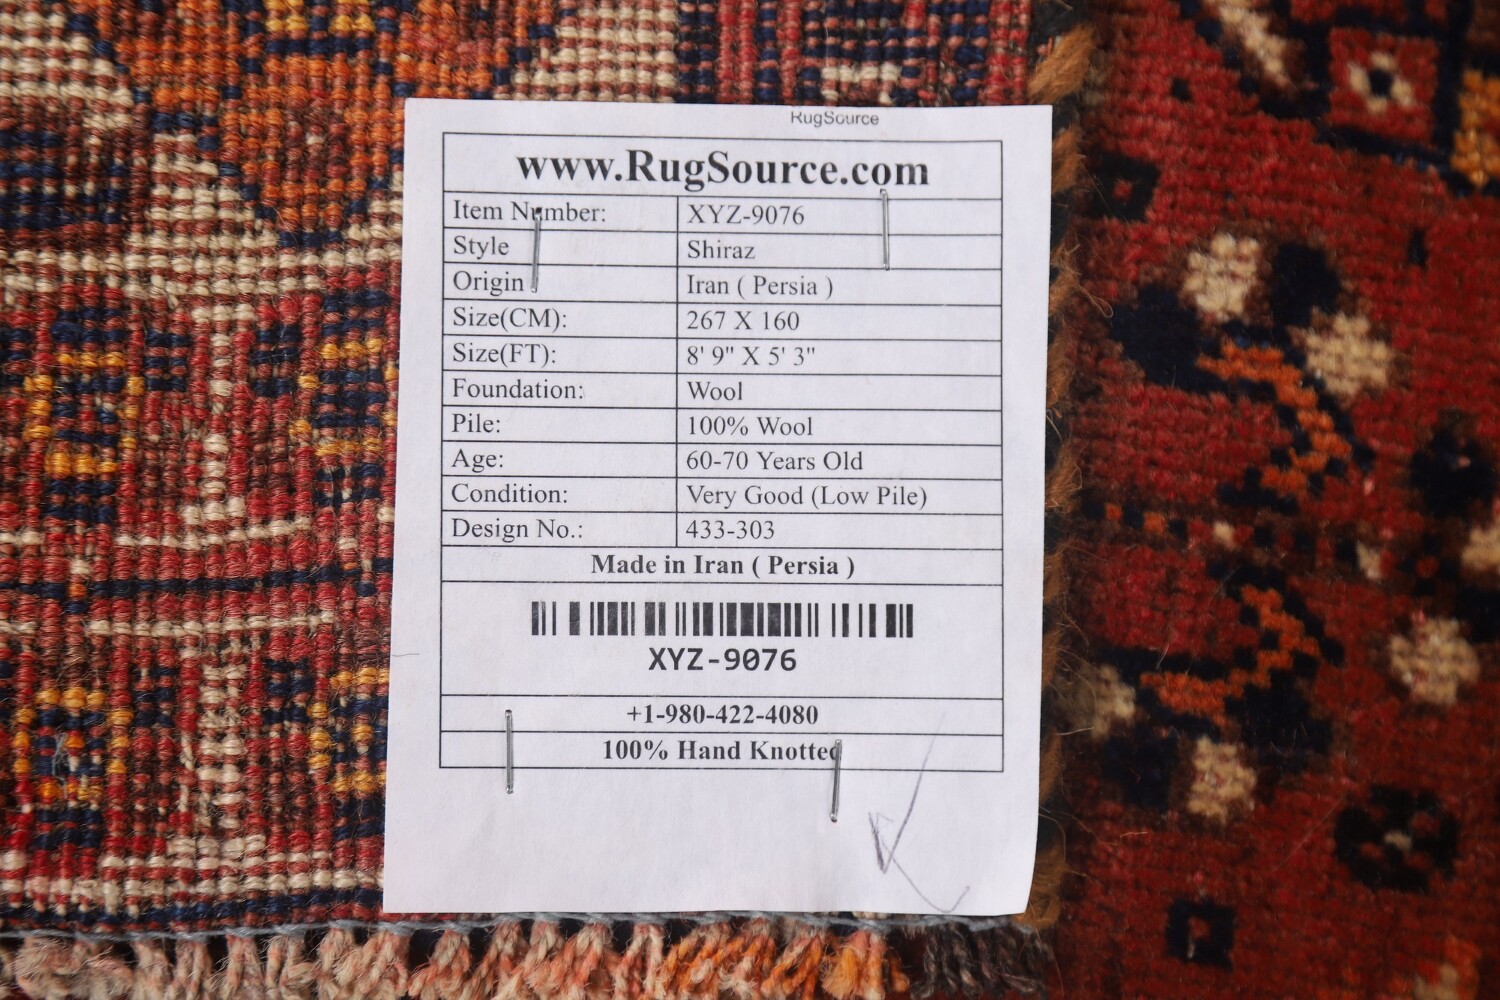 RugSource
www.RugSource.com
Item Number: XYZ-9076
Style Shiraz
Origin Iran ( Persia )
Size(CM): 267 X 160
Size(FT): 8' 9" X 5' 3"
Foundation: Wool
Pile: 100% Wool
Age: 60-70 Years Old
Condition: Very Good (Low Pile)
Design No.: 433-303
Made in Iran ( Persia )
XYZ-9076
+1-980-422-4080
100% Hand Knotted